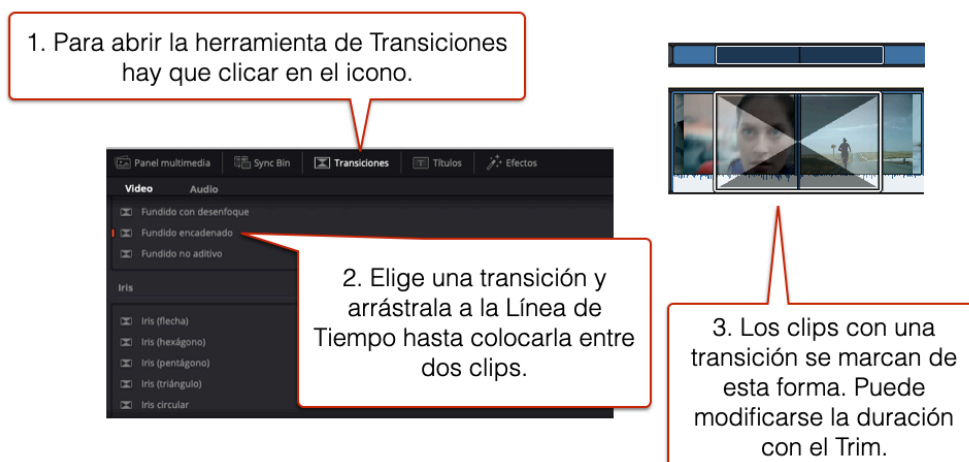 1. Para abrir la herramienta de Transiciones
hay que clicar en el icono.
Panel multimedia Sync Bin Transiciones Títulos Efectos
Video Audio
Fundido con desenfoque
Fundido encadenado
Fundido no aditivo
Iris
Iris (flecha)
Iris (hexágono)
Iris (pentágono)
Iris (triángulo)
Iris circular
2. Elige una transición y
arrástrala a la Línea de
Tiempo hasta colocarla entre
dos clips.
3. Los clips con una
transición se marcan de
esta forma. Puede
modificarse la duración
con el Trim.